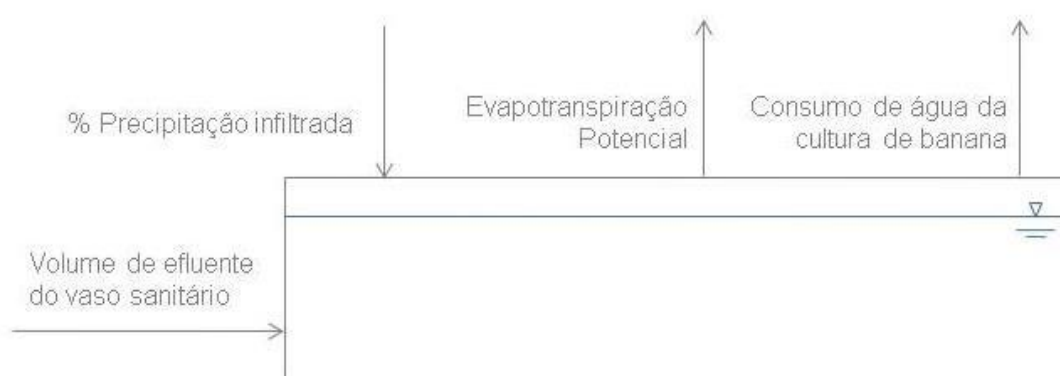 % Precipitação infiltrada
Evapotranspiração
Potencial
Consumo de água da
cultura de banana
Volume de efluente
do vaso sanitário